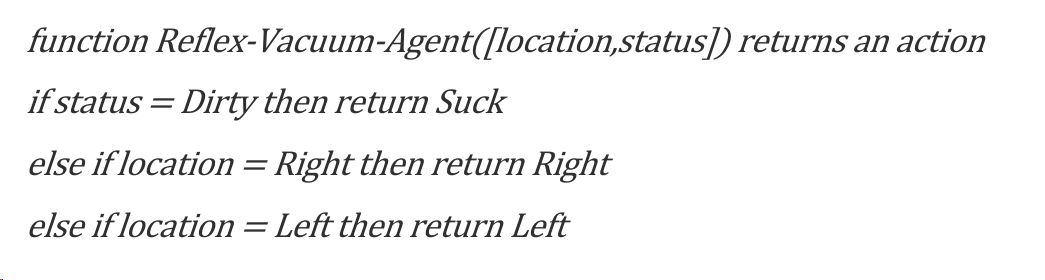 function Reflex-Vacuum-Agent([location,status]) returns an action
if status = Dirty then return Suck
else if location = Right then return Right
else if location = Left then return Left